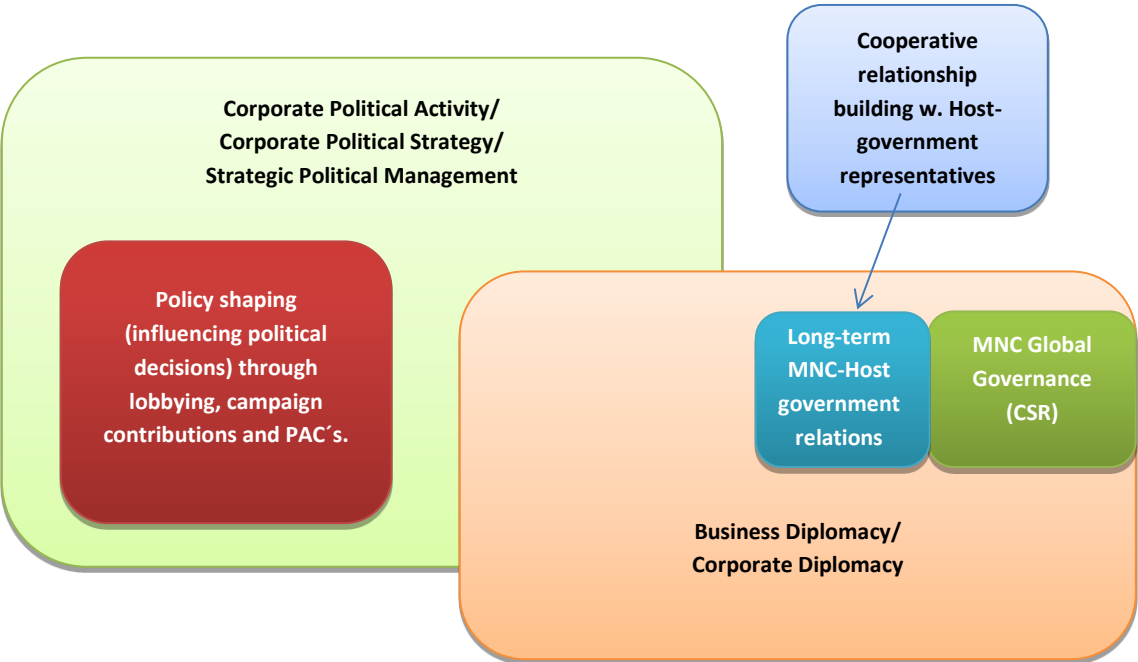 Corporate Political Activity/
Corporate Political Strategy/
Strategic Political Management
Cooperative
relationship
building w. Host-
government
representatives
Policy shaping
(influencing political
decisions) through
lobbying, campaign
contributions and PAC´s.
Long-term
MNC-Host
government
relations
MNC Global
Governance
(CSR)
Business Diplomacy/
Corporate Diplomacy